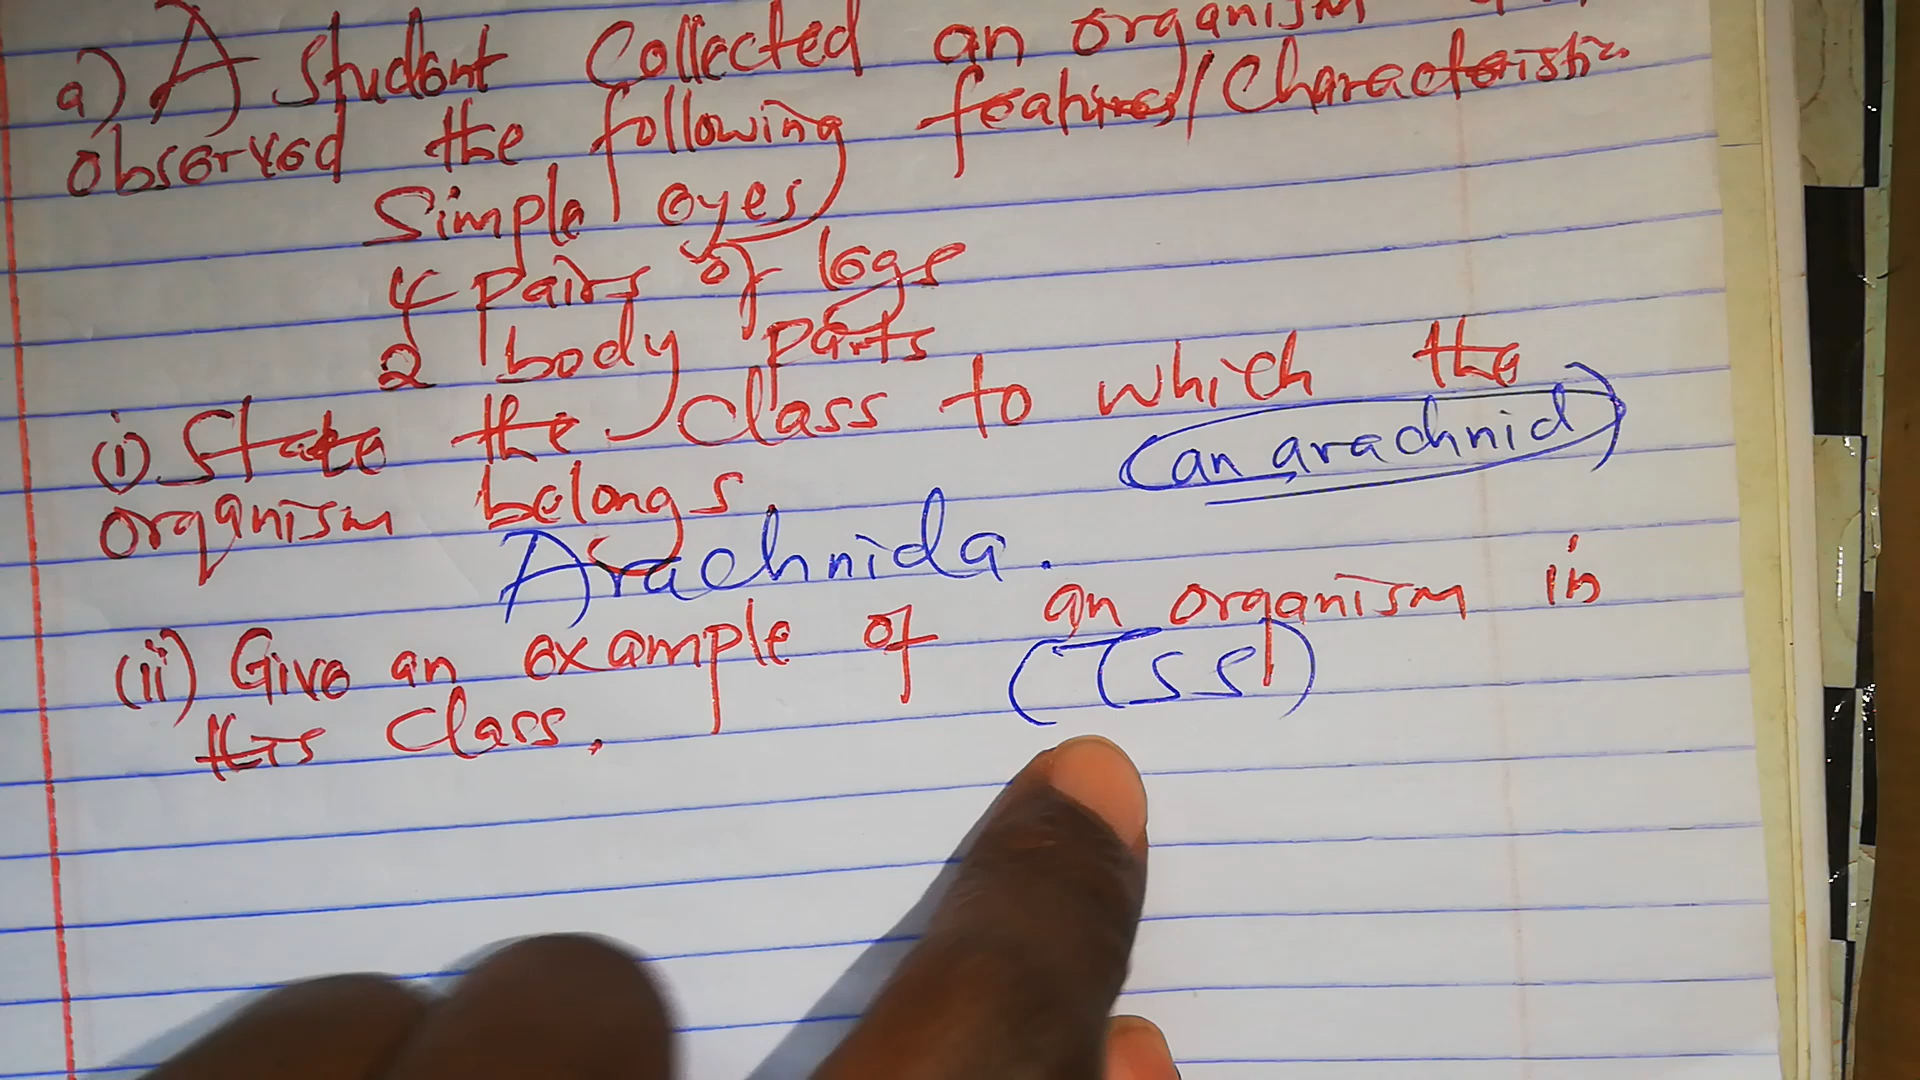 a) A student collected an organism
observed the following features/Characteristic
Simple eyes
4 pairs of legs
2 body parts
(i) State the class to which the
(an arachnid)
organism belongs.
Arachnida.
(ii) Give an example of an organism in
(TSS)
this class.